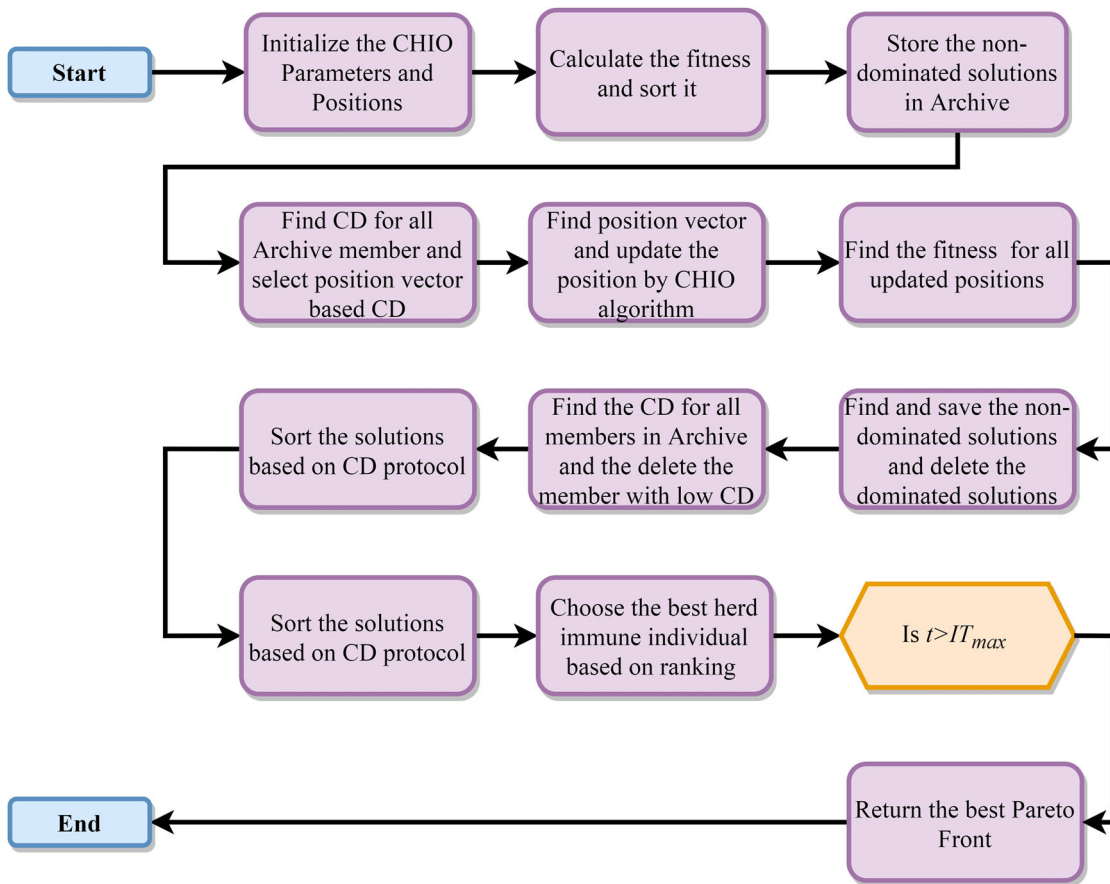 Start
Initialize the CHIO
Parameters and
Positions
Calculate the fitness
and sort it
Store the non-
dominated solutions
in Archive
Find CD for all
Archive member and
select position vector
based CD
Find position vector
and update the
position by CHIO
algorithm
Find the fitness for all
updated positions
Find and save the non-
dominated solutions
and delete the
dominated solutions
Find the CD for all
members in Archive
and the delete the
member with low CD
Sort the solutions
based on CD protocol
Sort the solutions
based on CD protocol
Choose the best herd
immune individual
based on ranking
Is t>IT_max
Return the best Pareto
Front
End